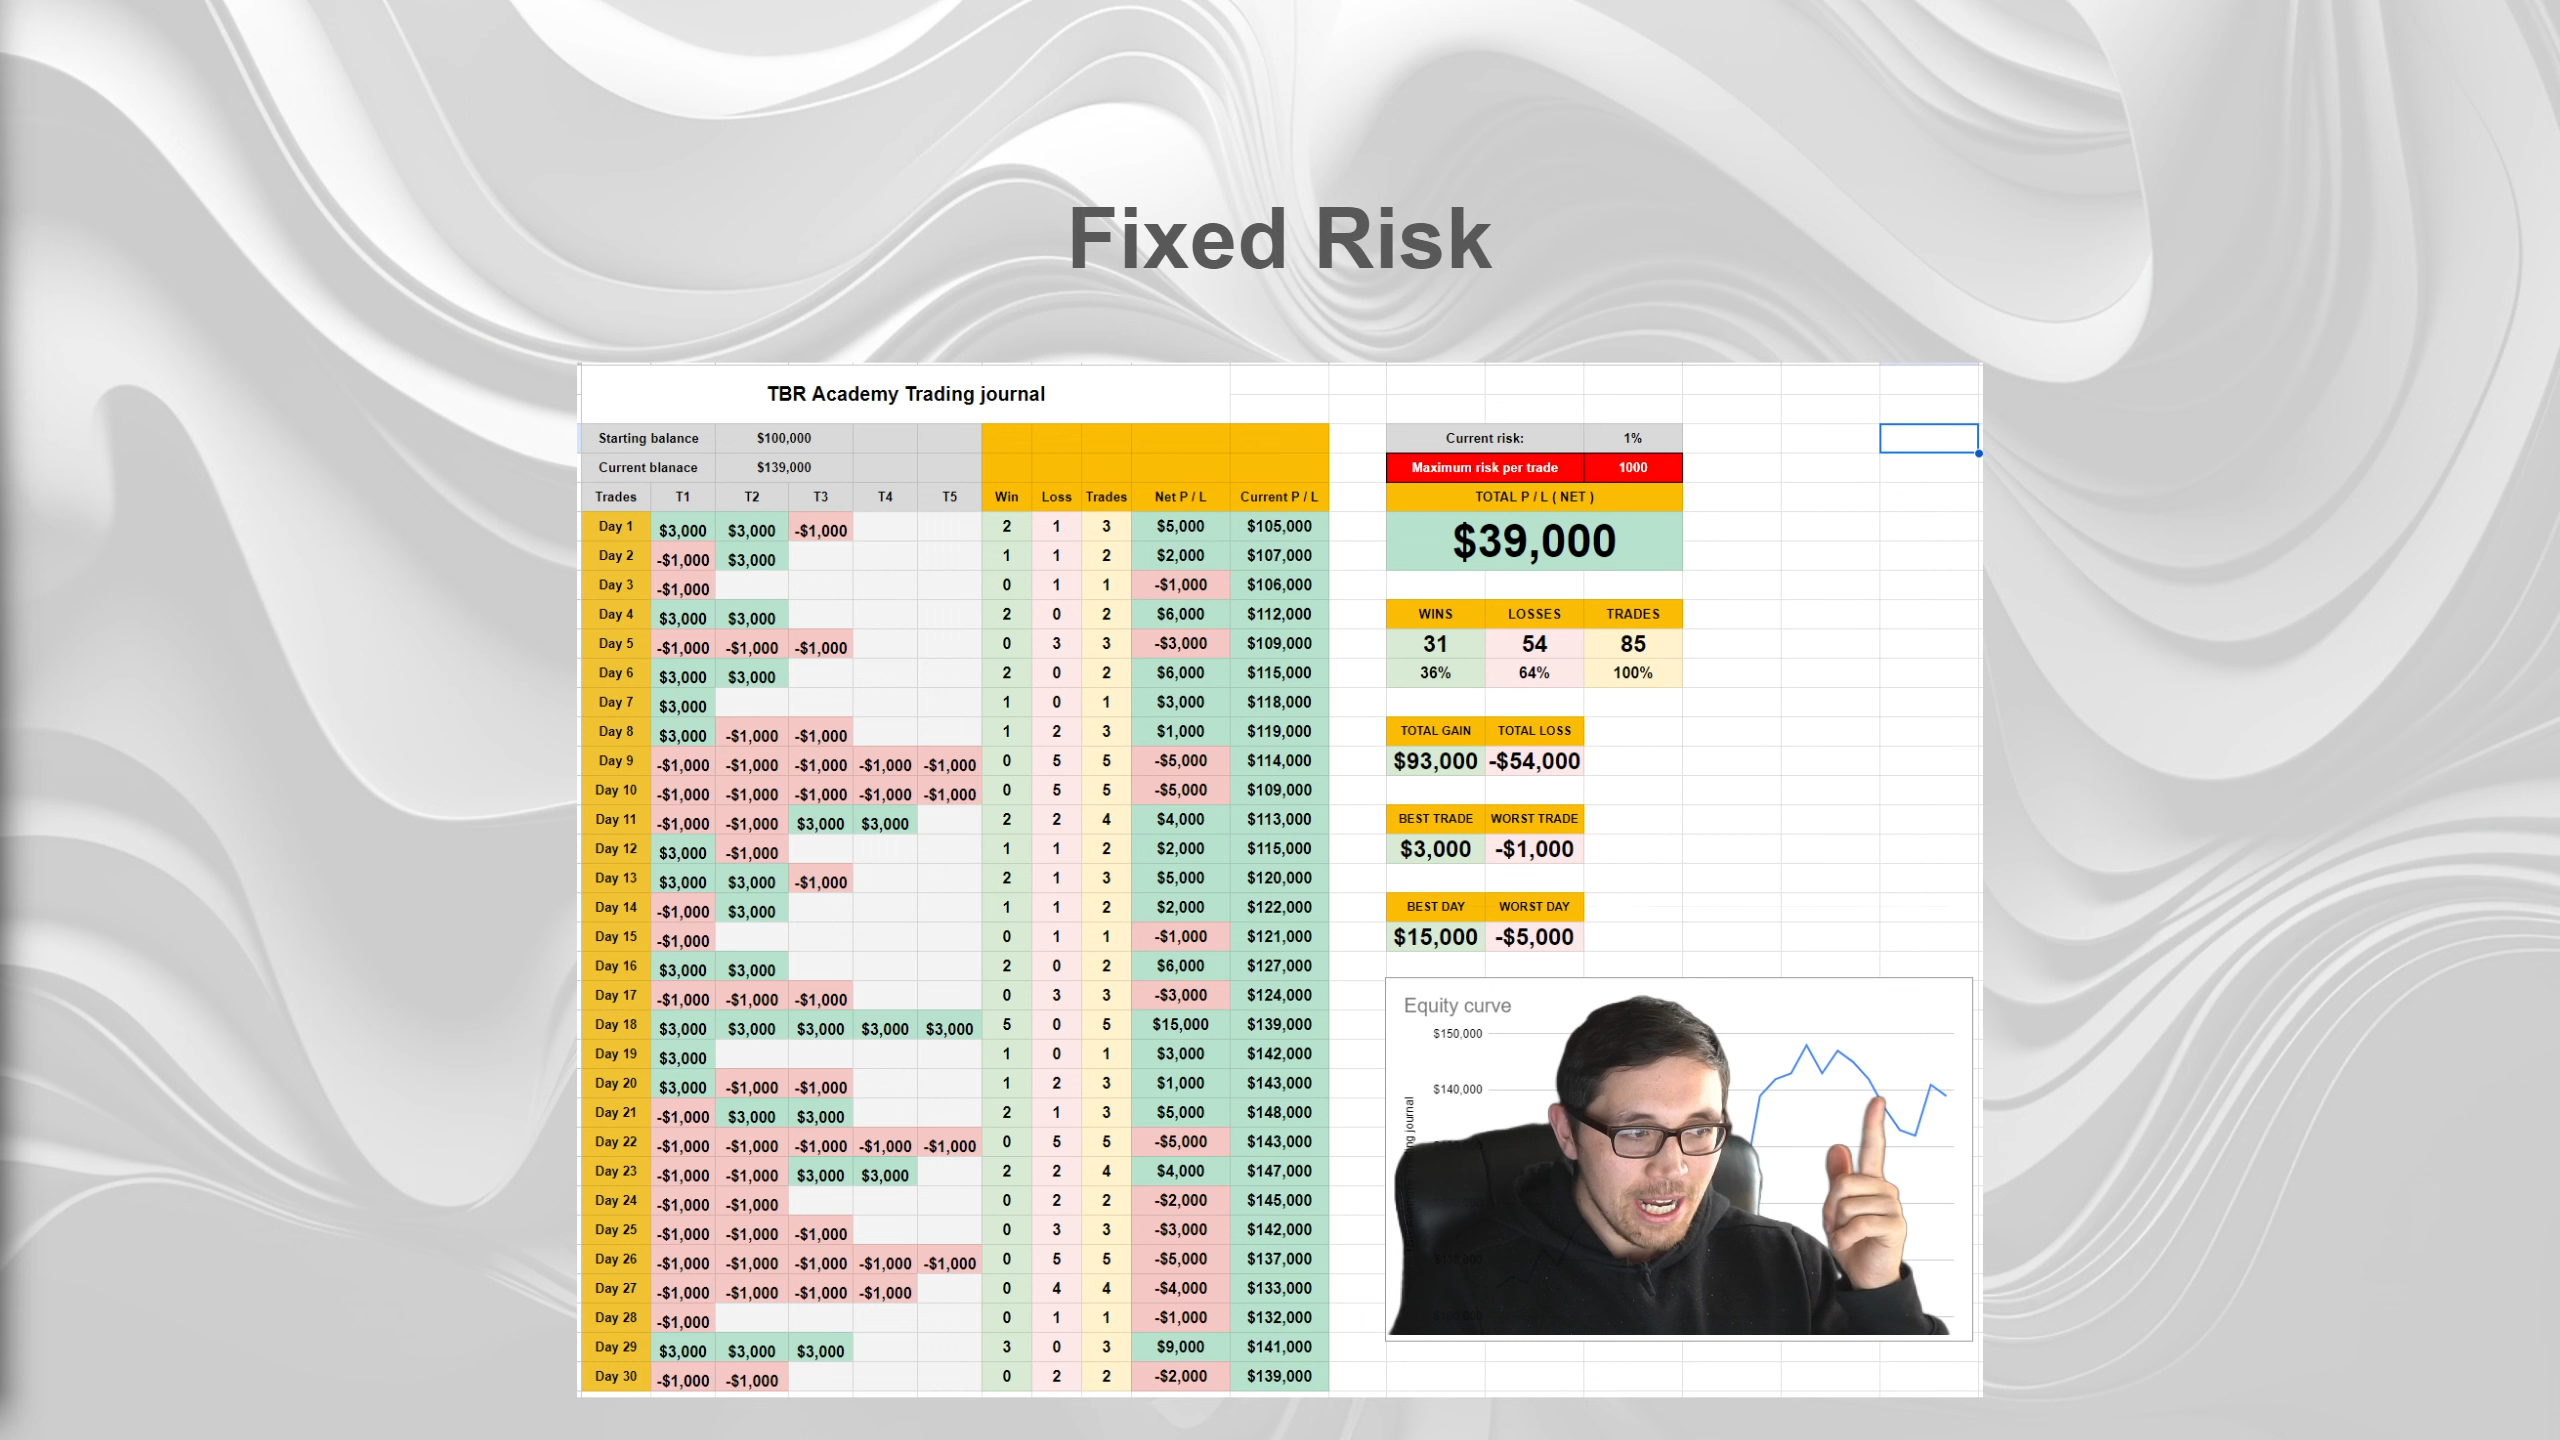 Fixed Risk
TBR Academy Trading journal
Starting balance $100,000
Current blanace $139,000
Trades T1 T2 T3 T4 T5 Win Loss Trades Net P / L Current P / L
Day 1 $3,000 $3,000 -$1,000 2 1 3 $5,000 $105,000
Day 2 -$1,000 $3,000 1 1 2 $2,000 $107,000
Day 3 -$1,000 0 1 1 -$1,000 $106,000
Day 4 $3,000 $3,000 2 0 2 $6,000 $112,000
Day 5 -$1,000 -$1,000 -$1,000 0 3 3 -$3,000 $109,000
Day 6 $3,000 $3,000 2 0 2 $6,000 $115,000
Day 7 $3,000 1 0 1 $3,000 $118,000
Day 8 $3,000 -$1,000 -$1,000 1 2 3 $1,000 $119,000
Day 9 -$1,000 -$1,000 -$1,000 -$1,000 -$1,000 0 5 5 -$5,000 $114,000
Day 10 -$1,000 -$1,000 -$1,000 -$1,000 -$1,000 0 5 5 -$5,000 $109,000
Day 11 -$1,000 -$1,000 $3,000 $3,000 2 2 4 $4,000 $113,000
Day 12 $3,000 -$1,000 1 1 2 $2,000 $115,000
Day 13 $3,000 $3,000 -$1,000 2 1 3 $5,000 $120,000
Day 14 -$1,000 $3,000 1 1 2 $2,000 $122,000
Day 15 -$1,000 0 1 1 -$1,000 $121,000
Day 16 $3,000 $3,000 2 0 2 $6,000 $127,000
Day 17 -$1,000 -$1,000 -$1,000 0 3 3 -$3,000 $124,000
Day 18 $3,000 $3,000 $3,000 $3,000 $3,000 5 0 5 $15,000 $139,000
Day 19 $3,000 1 0 1 $3,000 $142,000
Day 20 $3,000 -$1,000 -$1,000 1 2 3 $1,000 $143,000
Day 21 -$1,000 $3,000 $3,000 2 1 3 $5,000 $148,000
Day 22 -$1,000 -$1,000 -$1,000 -$1,000 -$1,000 0 5 5 -$5,000 $143,000
Day 23 -$1,000 -$1,000 $3,000 $3,000 2 2 4 $4,000 $147,000
Day 24 -$1,000 -$1,000 0 2 2 -$2,000 $145,000
Day 25 -$1,000 -$1,000 -$1,000 0 3 3 -$3,000 $142,000
Day 26 -$1,000 -$1,000 -$1,000 -$1,000 -$1,000 0 5 5 -$5,000 $137,000
Day 27 -$1,000 -$1,000 -$1,000 -$1,000 0 4 4 -$4,000 $133,000
Day 28 -$1,000 0 1 1 -$1,000 $132,000
Day 29 $3,000 $3,000 $3,000 3 0 3 $9,000 $141,000
Day 30 -$1,000 -$1,000 0 2 2 -$2,000 $139,000
Current risk: 1%
Maximum risk per trade 1000
TOTAL P / L ( NET )
$39,000
WINS LOSSES TRADES
31 54 85
36% 64% 100%
TOTAL GAIN TOTAL LOSS
$93,000 -$54,000
BEST TRADE WORST TRADE
$3,000 -$1,000
BEST DAY WORST DAY
$15,000 -$5,000
Equity curve
$150,000
$140,000
journal